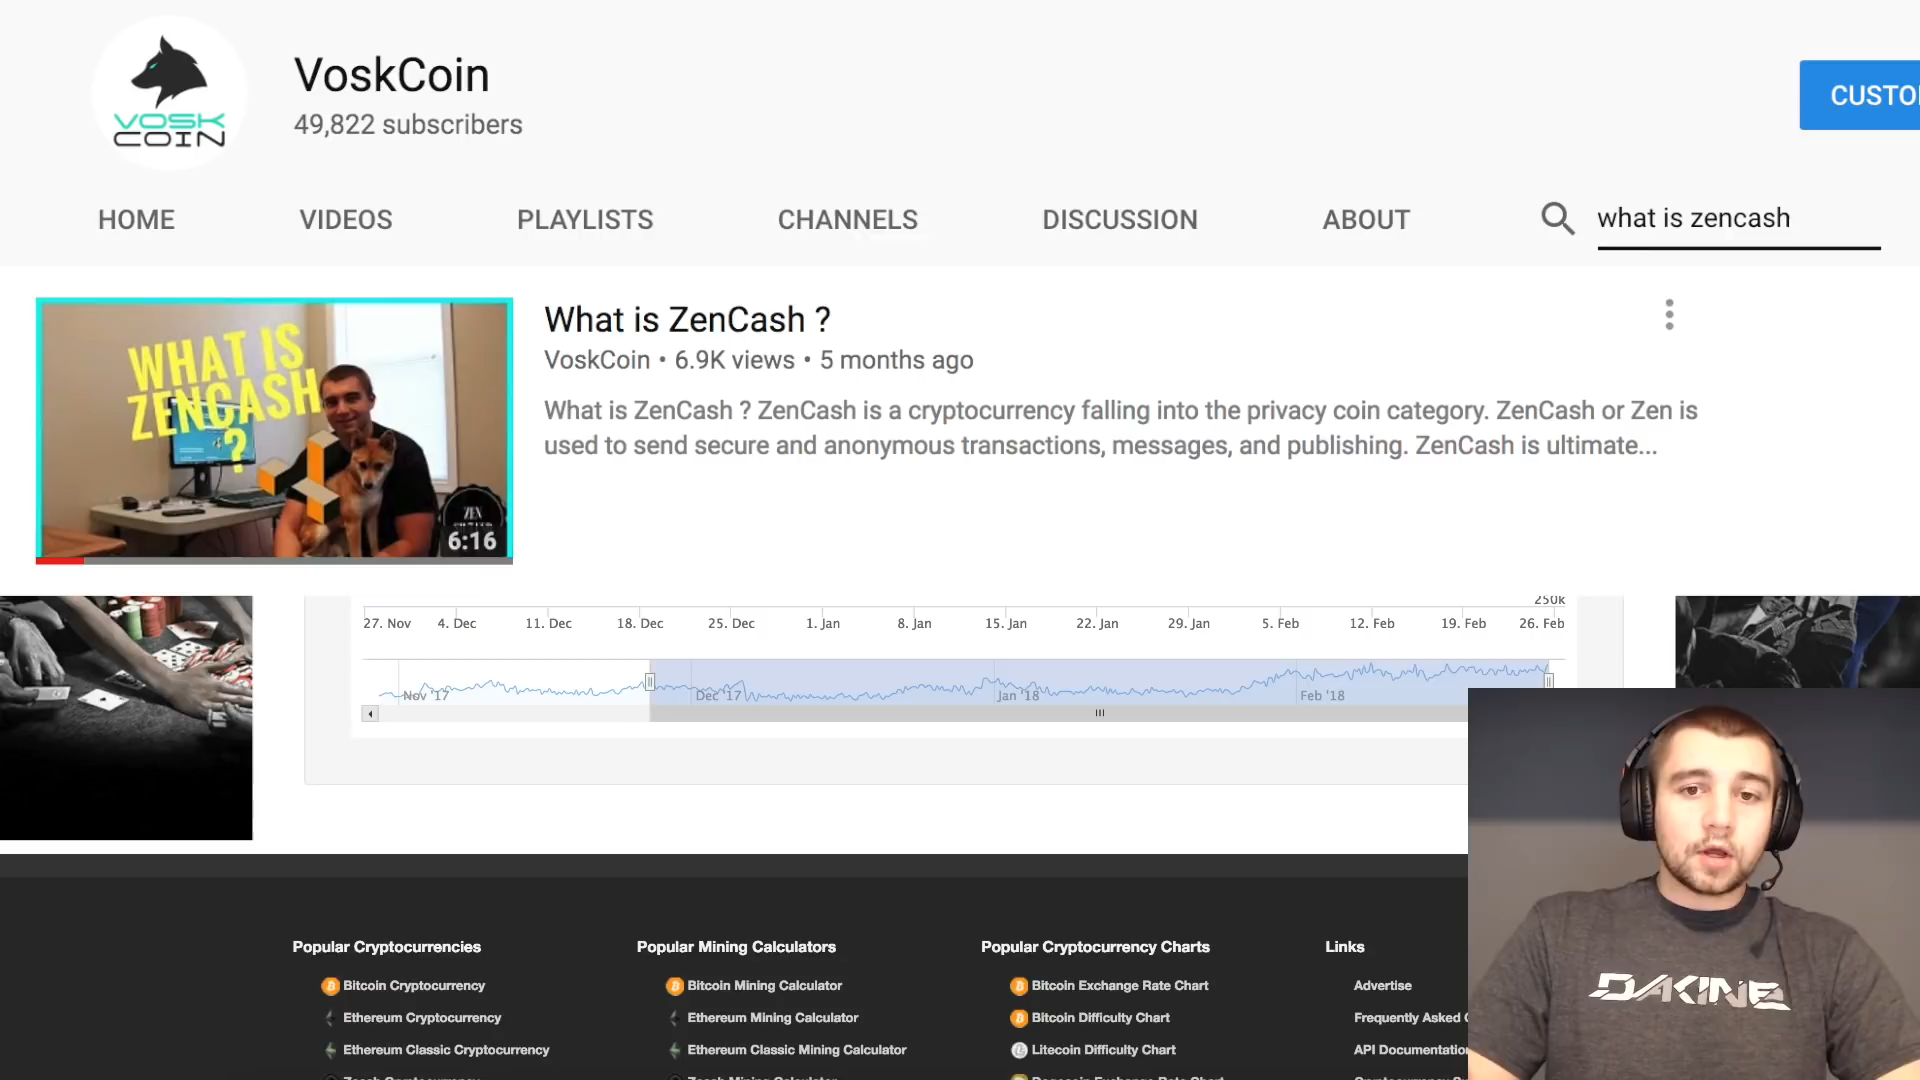 VOSK
COIN
VoskCoin
49,822 subscribers
CUSTO
HOME
VIDEOS
PLAYLISTS
CHANNELS
DISCUSSION
ABOUT
what is zencash
WHAT IS
ZENCASH
?
ZEN
6:16
What is ZenCash ?
VoskCoin • 6.9K views • 5 months ago
What is ZenCash ? ZenCash is a cryptocurrency falling into the privacy coin category. ZenCash or Zen is
used to send secure and anonymous transactions, messages, and publishing. ZenCash is ultimate...
250k
27. Nov 4. Dec 11. Dec 18. Dec 25. Dec 1. Jan 8. Jan 15. Jan 22. Jan 29. Jan 5. Feb 12. Feb 19. Feb 26. Feb
Nov '17 Dec '17 Jan '18 Feb '18
Popular Cryptocurrencies
Bitcoin Cryptocurrency
Ethereum Cryptocurrency
Ethereum Classic Cryptocurrency
Popular Mining Calculators
Bitcoin Mining Calculator
Ethereum Mining Calculator
Ethereum Classic Mining Calculator
Popular Cryptocurrency Charts
Bitcoin Exchange Rate Chart
Bitcoin Difficulty Chart
Litecoin Difficulty Chart
Links
Advertise
Frequently Asked
API Documentation
DAKINE